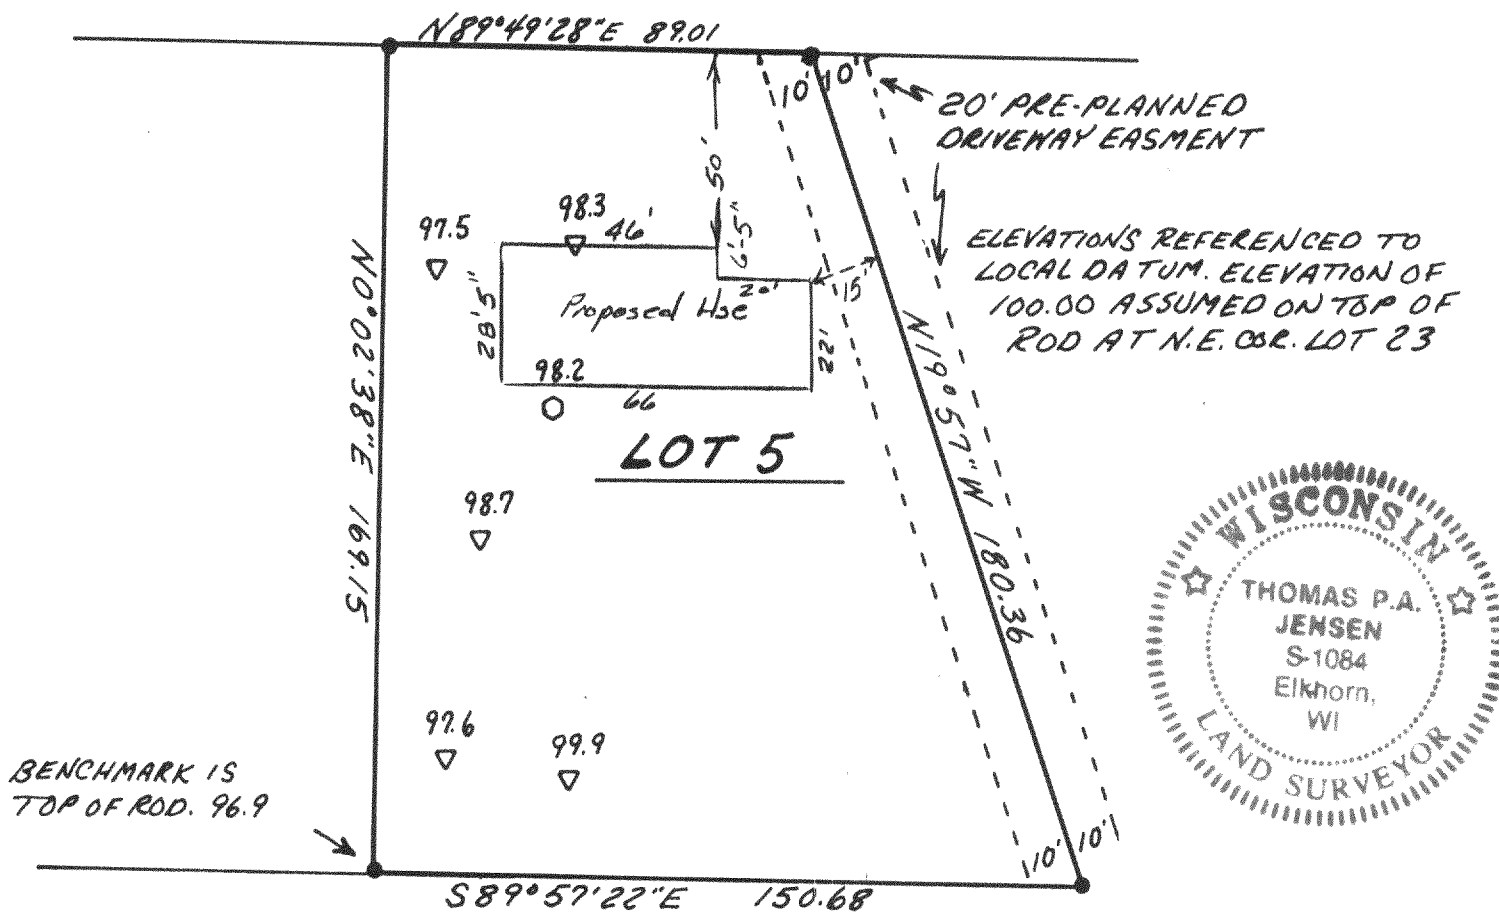 N89°49'28"E 89.01
10' 10'
20' PRE-PLANNED
DRIVEWAY EASMENT
50'
98.3
97.5
46'
6'-5"
ELEVATIONS REFERENCED TO
LOCAL DATUM. ELEVATION OF
100.00 ASSUMED ON TOP OF
ROD AT N.E. COR. LOT 23
20'
15'
28'5"
Proposed Hse
22'
98.2
66
N0°02'38"E 169.15
N19°57"W 180.36
LOT 5
98.7
WISCONSIN
THOMAS P.A.
JENSEN
S-1084
Elkhorn,
WI
LAND SURVEYOR
97.6
99.9
BENCHMARK IS
TOP OF ROD. 96.9
10' 10'
S89°57'22"E 150.68